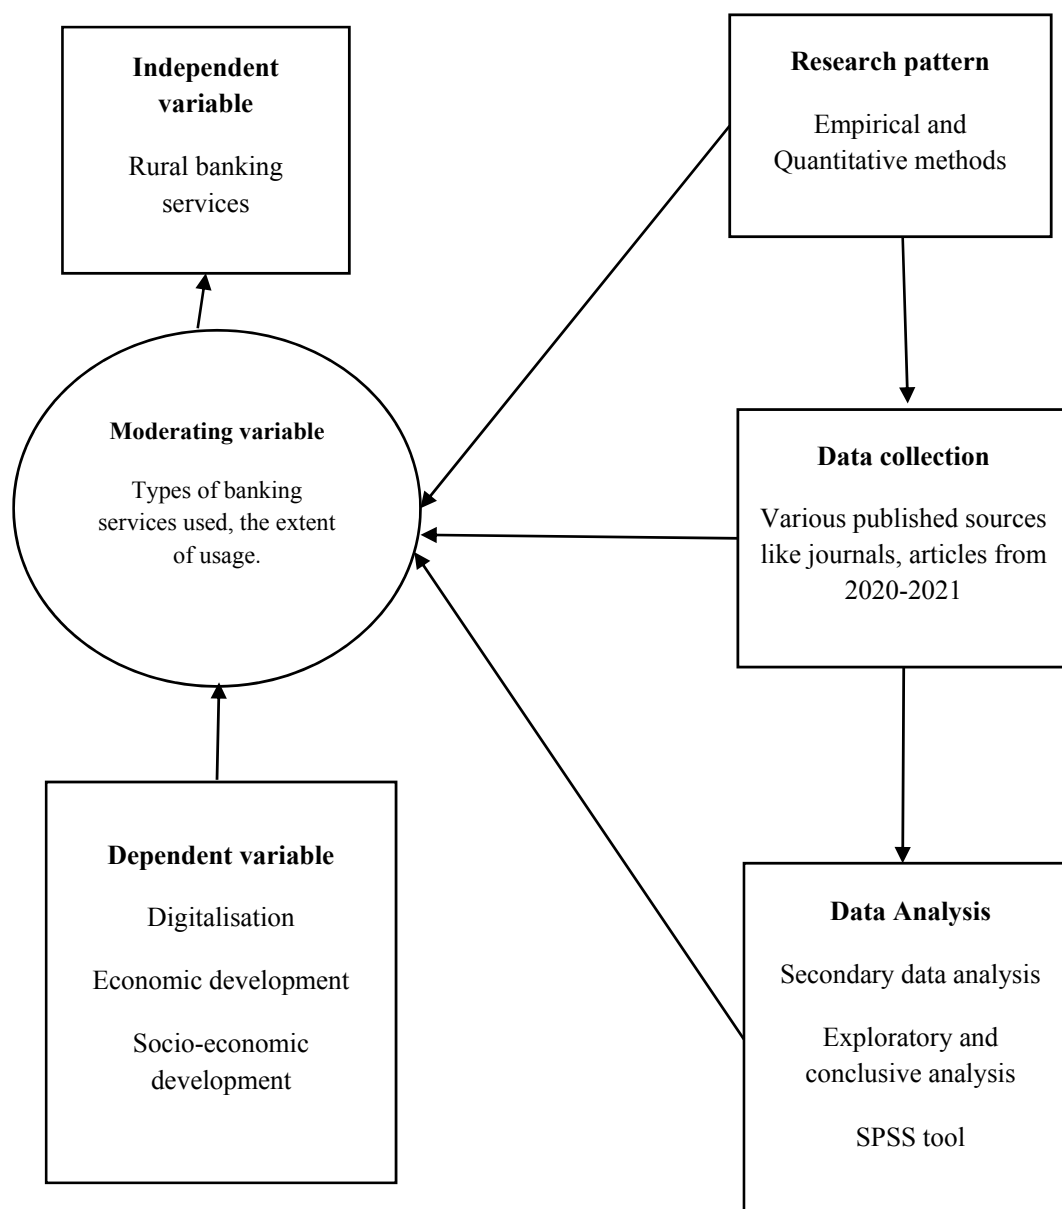 Independent
variable
Rural banking
services
Research pattern
Empirical and
Quantitative methods
Moderating variable
Types of banking
services used, the extent
of usage.
Data collection
Various published sources
like journals, articles from
2020-2021
Dependent variable
Digitalisation
Economic development
Socio-economic
development
Data Analysis
Secondary data analysis
Exploratory and
conclusive analysis
SPSS tool